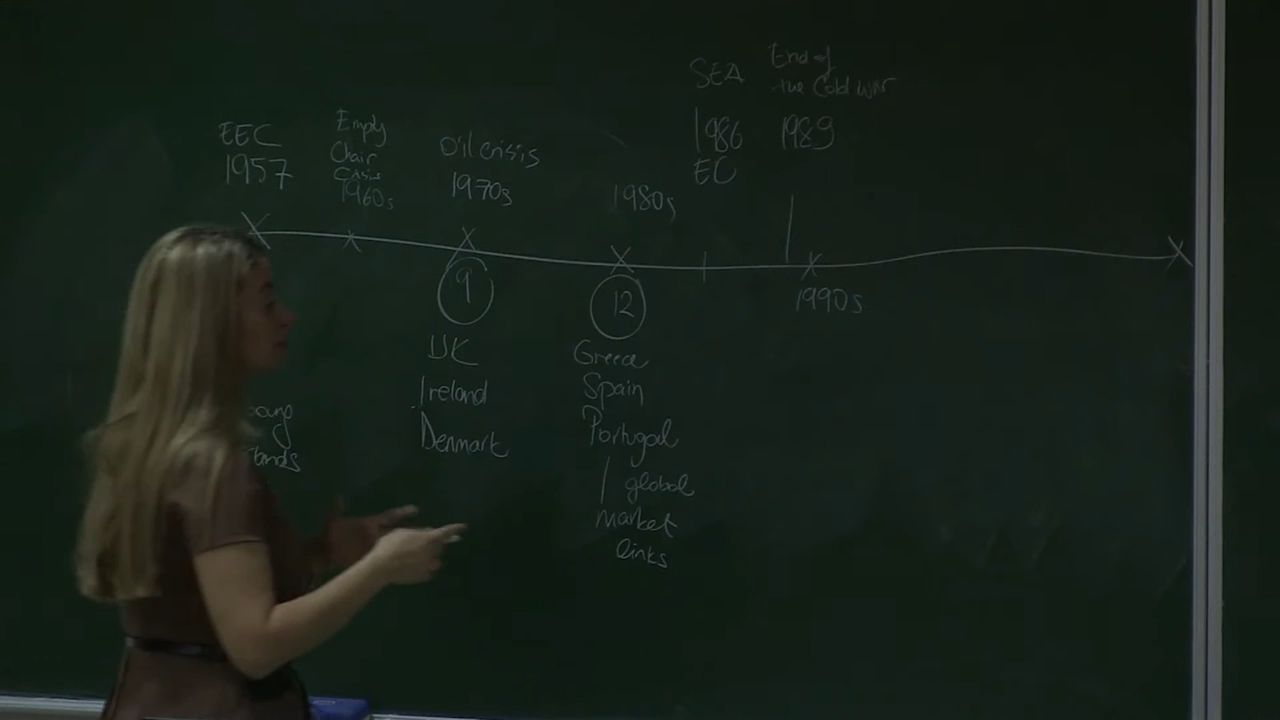 EEC
1957
Empty
Chair
Crisis
1960s
Oil crisis
1970s
1980s
SEA
1986
EC
End of
the Cold War
1989
1990s
9
UK
Ireland
Denmark
12
Greece
Spain
Portugal
global
market
links